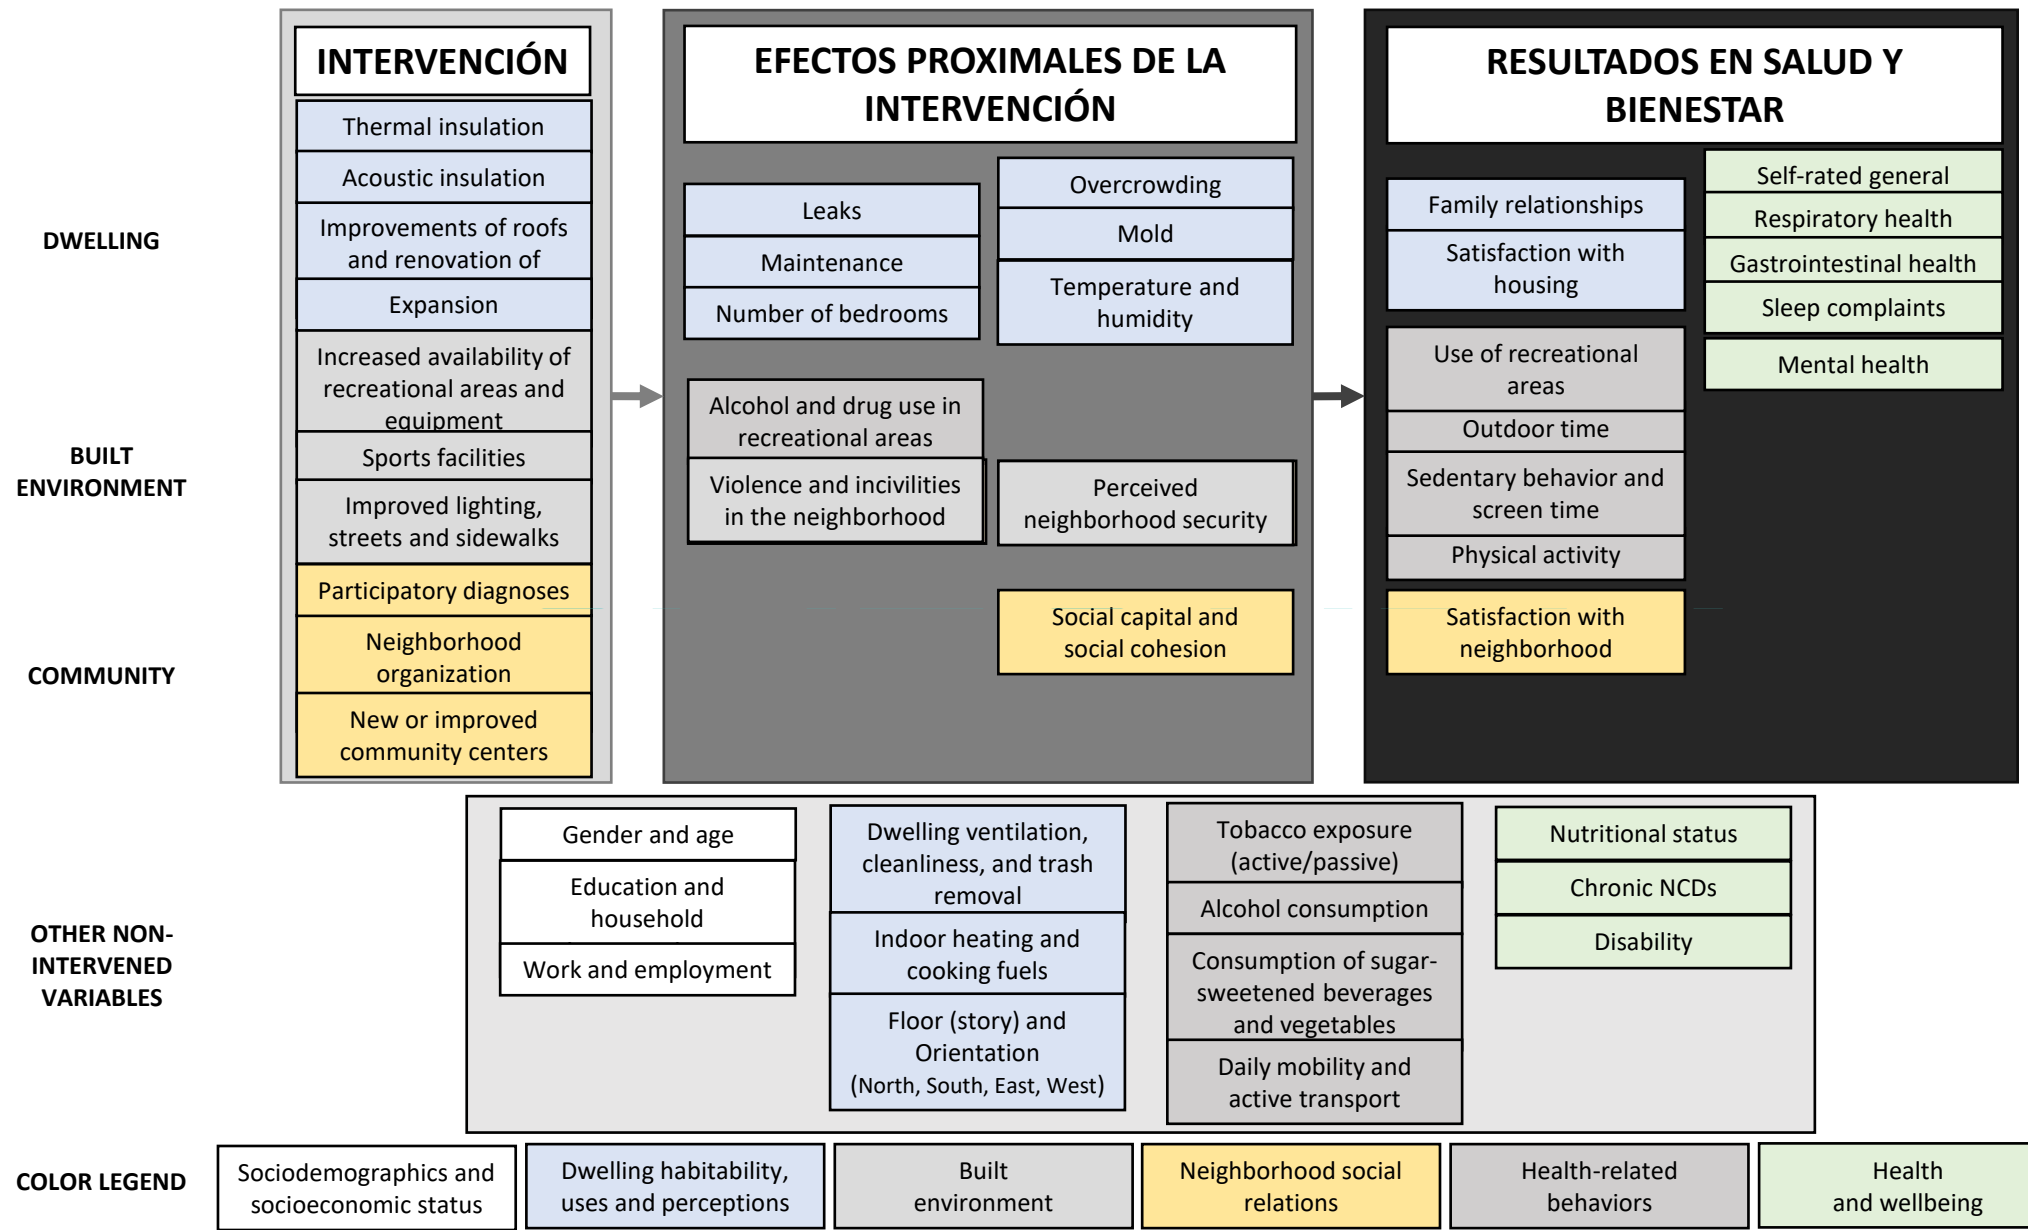 INTERVENCIÓN
Thermal insulation
Acoustic insulation
Improvements of roofs
and renovation of
Expansion
Increased availability of
recreational areas and
equipment
Sports facilities
Improved lighting,
streets and sidewalks
Participatory diagnoses
Neighborhood
organization
New or improved
community centers
EFECTOS PROXIMALES DE LA
INTERVENCIÓN
Leaks
Maintenance
Number of bedrooms
Overcrowding
Mold
Temperature and
humidity
Alcohol and drug use in
recreational areas
Violence and incivilities
in the neighborhood
Perceived
neighborhood security
Social capital and
social cohesion
RESULTADOS EN SALUD Y
BIENESTAR
Family relationships
Satisfaction with
housing
Use of recreational
areas
Outdoor time
Sedentary behavior and
screen time
Physical activity
Satisfaction with
neighborhood
Self-rated general
Respiratory health
Gastrointestinal health
Sleep complaints
Mental health
DWELLING
BUILT
ENVIRONMENT
COMMUNITY
OTHER NON-
INTERVENED
VARIABLES
Gender and age
Education and
household
Work and employment
Dwelling ventilation,
cleanliness, and trash
removal
Indoor heating and
cooking fuels
Floor (story) and
Orientation
(North, South, East, West)
Tobacco exposure
(active/passive)
Alcohol consumption
Consumption of sugar-
sweetened beverages
and vegetables
Daily mobility and
active transport
Nutritional status
Chronic NCDs
Disability
COLOR LEGEND
Sociodemographics and
socioeconomic status
Dwelling habitability,
uses and perceptions
Built
environment
Neighborhood social
relations
Health-related
behaviors
Health
and wellbeing